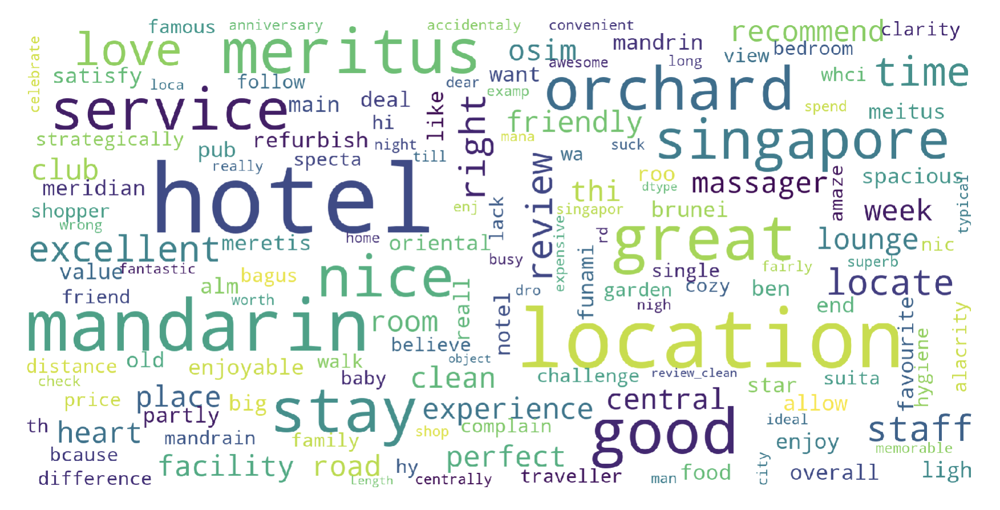 famous anniversary accidentaly convenient recommend clarity
love meritus osim mandrin view bedroom
celebrate satisfy loca follow want awesome long whci time
dear examp orchard spend meitus
service main deal hi like right friendly
strategically refurbish night mana suck singapore
pub specta till wa
club really review roo massager amaze spacious
meridian hotel thi dtype typical
shopper enj lack singapor brunei week
wrong home expensive rd great
excellent meretis oriental busy lounge nic
value fantastic nice funami single fairly superb
alm bagus reall garden cozy ben locate
friend worth notel dro nigh end
mandarin room location favourite alacrity
believe hygiene
distance old enjoyable walk object
check baby clean challenge review_clean star suita
price place big stay experience central allow
partly good ideal staff
th heart mandrain family shop complain enjoy memorable
bcause facility road hy perfect city
difference Length centrally traveller man food overall ligh